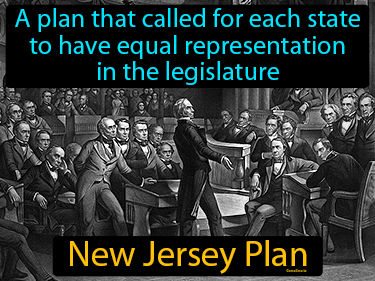 A plan that called for each state
to have equal representation
in the legislature
New Jersey Plan